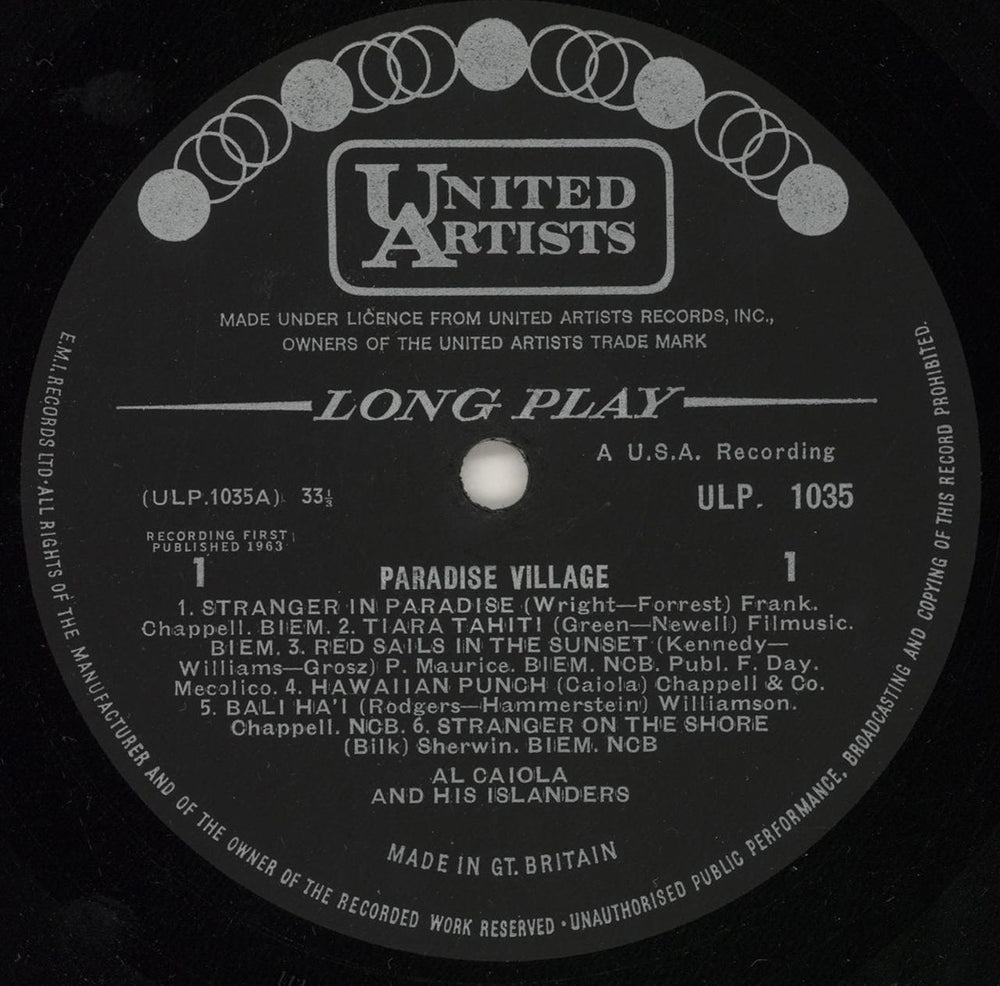 UNITED
ARTISTS
MADE UNDER LICENCE FROM UNITED ARTISTS RECORDS, INC.,
OWNERS OF THE UNITED ARTISTS TRADE MARK
LONG PLAY
A U.S.A. Recording
(ULP.1035A) 33⅓
ULP. 1035
RECORDING FIRST
PUBLISHED 1963
1
1
PARADISE VILLAGE
1. STRANGER IN PARADISE (Wright—Forrest) Frank.
Chappell. BIEM. 2. TIARA TAHITI (Green—Newell) Filmusic.
BIEM. 3. RED SAILS IN THE SUNSET (Kennedy—
Williams—Grosz) P. Maurice. BIEM. NCB. Publ. F. Day.
Mecolico. 4. HAWAIIAN PUNCH (Caiola) Chappell & Co.
5. BALI HA'I (Rodgers—Hammerstein) Williamson.
Chappell. NCB. 6. STRANGER ON THE SHORE
(Bilk) Sherwin. BIEM. NCB
AL CAIOLA
AND HIS ISLANDERS
MADE IN GT. BRITAIN
E.M.I. RECORDS LTD · ALL RIGHTS OF THE MANUFACTURER AND OF THE OWNER OF THE RECORDED WORK RESERVED · UNAUTHORISED PUBLIC PERFORMANCE, BROADCASTING AND COPYING OF THIS RECORD PROHIBITED.